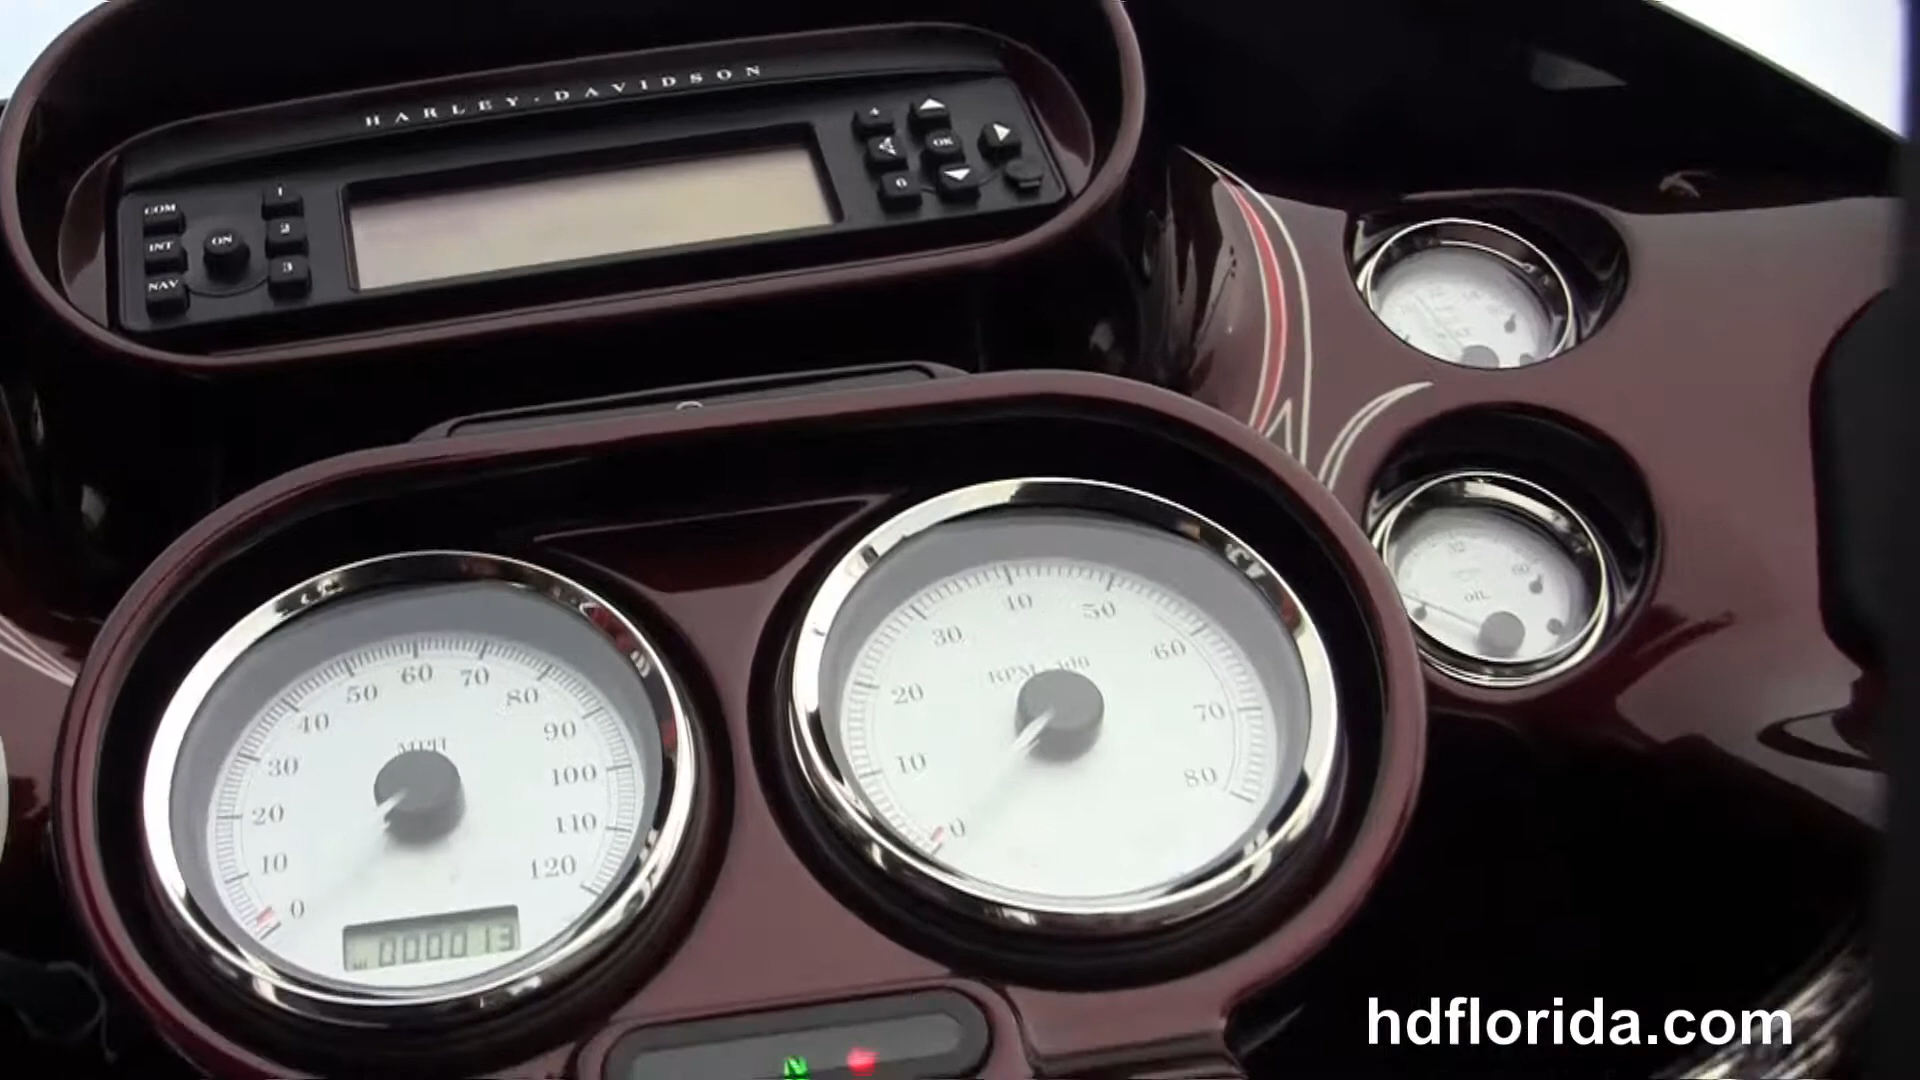 HARLEY-DAVIDSON
COM
INT
NAV
ON
1
2
3
+
OK
6
0 10 20 30 40 50 60 70 80 90 100 110 120
MPH
000013
0 10 20 30 40 50 60 70 80
RPM 100
60
OIL
N
hdflorida.com